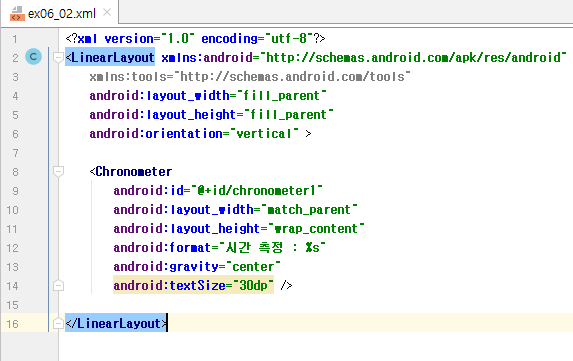 ex06_02.xml
1 <?xml version="1.0" encoding="utf-8"?>
2 <LinearLayout xmlns:android="http://schemas.android.com/apk/res/android"
3 xmlns:tools="http://schemas.android.com/tools"
4 android:layout_width="fill_parent"
5 android:layout_height="fill_parent"
6 android:orientation="vertical" >
7
8 <Chronometer
9 android:id="@+id/chronometer1"
10 android:layout_width="match_parent"
11 android:layout_height="wrap_content"
12 android:format="시간 측정 : %s"
13 android:gravity="center"
14 android:textSize="30dp" />
15
16 </LinearLayout>